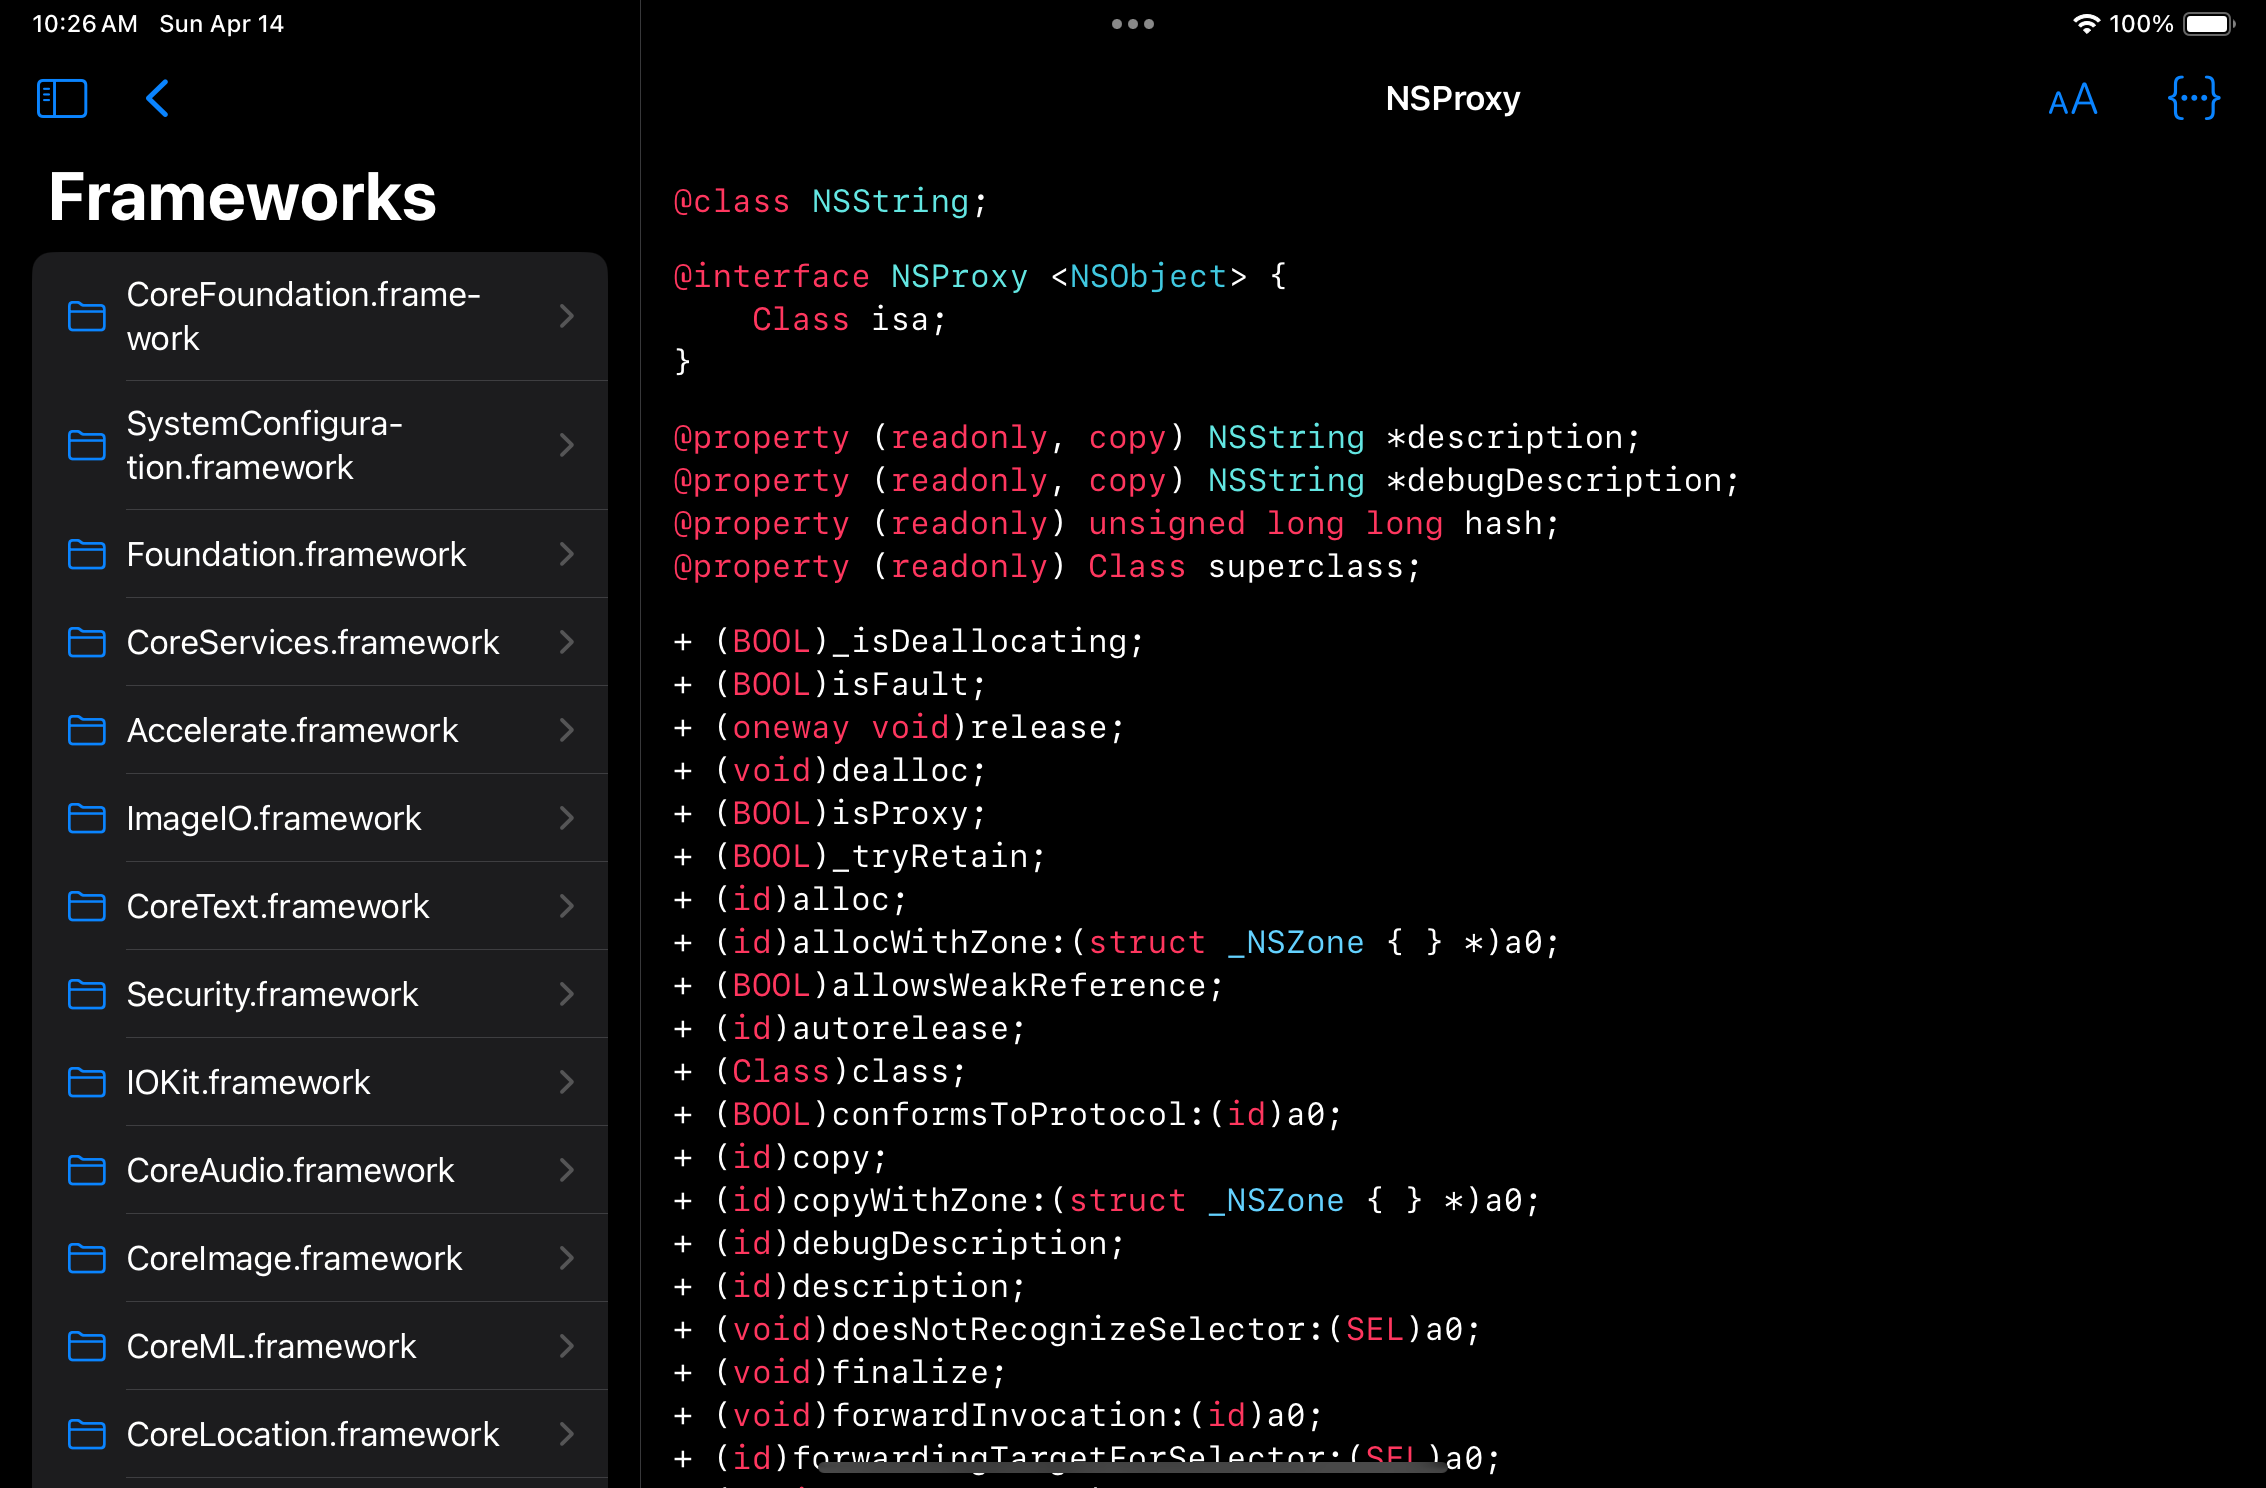 10:26 AM Sun Apr 14
100%
NSProxy
AA
{...}
Frameworks
CoreFoundation.frame-
work
SystemConfigura-
tion.framework
Foundation.framework
CoreServices.framework
Accelerate.framework
ImageIO.framework
CoreText.framework
Security.framework
IOKit.framework
CoreAudio.framework
CoreImage.framework
CoreML.framework
CoreLocation.framework
@class NSString;
@interface NSProxy <NSObject> {
    Class isa;
}
@property (readonly, copy) NSString *description;
@property (readonly, copy) NSString *debugDescription;
@property (readonly) unsigned long long hash;
@property (readonly) Class superclass;
+ (BOOL)_isDeallocating;
+ (BOOL)isFault;
+ (oneway void)release;
+ (void)dealloc;
+ (BOOL)isProxy;
+ (BOOL)_tryRetain;
+ (id)alloc;
+ (id)allocWithZone:(struct _NSZone { } *)a0;
+ (BOOL)allowsWeakReference;
+ (id)autorelease;
+ (Class)class;
+ (BOOL)conformsToProtocol:(id)a0;
+ (id)copy;
+ (id)copyWithZone:(struct _NSZone { } *)a0;
+ (id)debugDescription;
+ (id)description;
+ (void)doesNotRecognizeSelector:(SEL)a0;
+ (void)finalize;
+ (void)forwardInvocation:(id)a0;
+ (id)forwardingTargetForSelector:(SEL)a0;